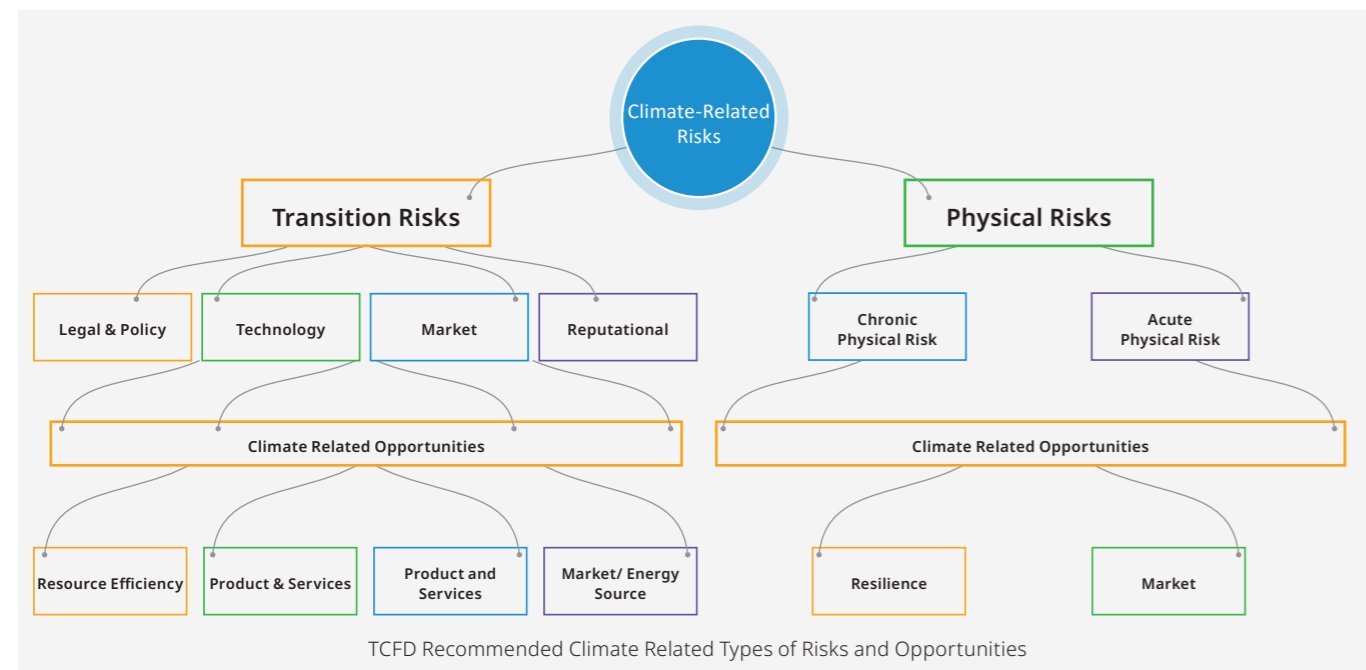 Climate-Related
Risks
Transition Risks
Physical Risks
Legal & Policy
Technology
Market
Reputational
Chronic
Physical Risk
Acute
Physical Risk
Climate Related Opportunities
Climate Related Opportunities
Resource Efficiency
Product & Services
Product and
Services
Market/ Energy
Source
Resilience
Market
TCFD Recommended Climate Related Types of Risks and Opportunities